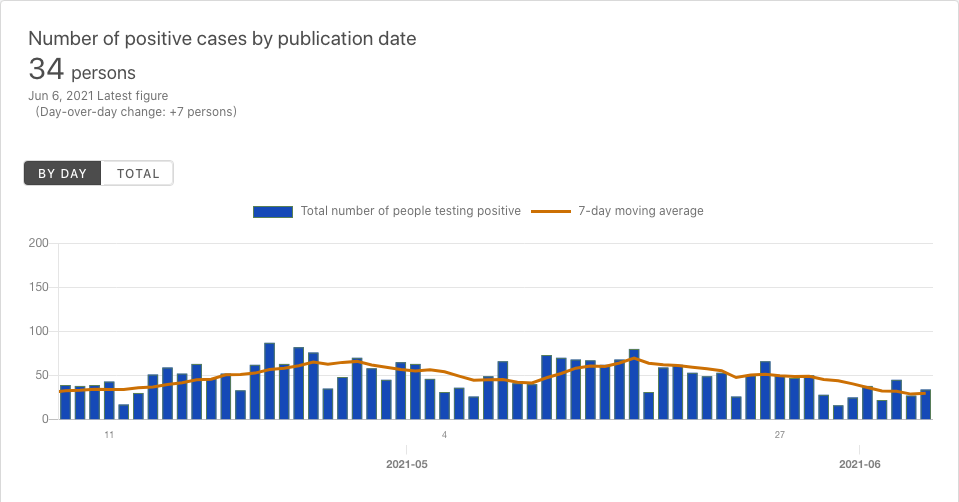 Number of positive cases by publication date
34 persons
Jun 6, 2021 Latest figure
(Day-over-day change: +7 persons)
BY DAY TOTAL
Total number of people testing positive 7-day moving average
200
150
100
50
0
11 4 27
2021-05 2021-06